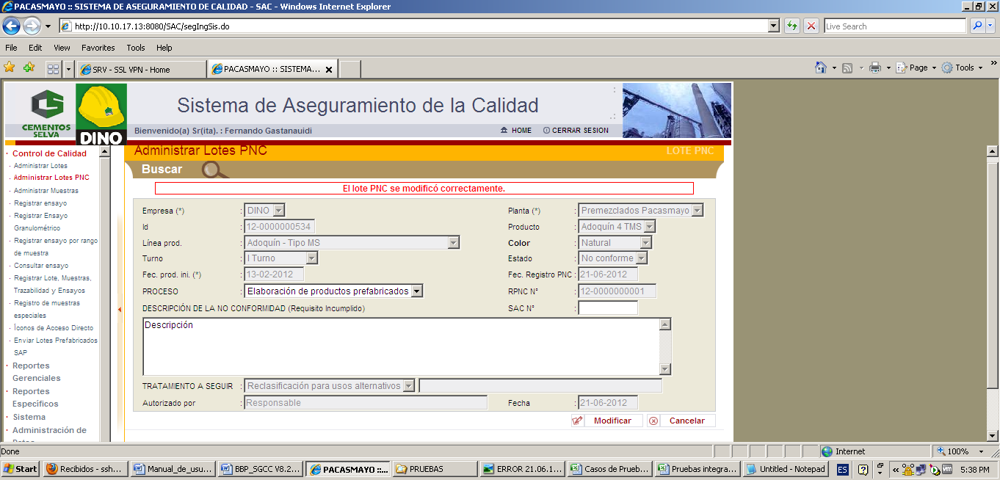 PACASMAYO :: SISTEMA DE ASEGURAMIENTO DE CALIDAD - SAC - Windows Internet Explorer
http://10.10.17.13:8080/SAC/segIngSis.do
Live Search
File Edit View Favorites Tools Help
SRV - SSL VPN - Home
PACASMAYO :: SISTEMA...
Page
Tools
CEMENTOS
SELVA
DINO
Sistema de Aseguramiento de la Calidad
Bienvenido(a) Sr(ita). : Fernando Gastanauidi
HOME
CERRAR SESION
Control de Calidad
Administrar Lotes
Administrar Lotes PNC
Administrar Muestras
Registrar ensayo
Registrar Ensayo
Granulométrico
Registrar ensayo por rango
de muestra
Consultar ensayo
Registrar Lote, Muestras,
Trazabilidad y Ensayos
Registro de muestras
especiales
Íconos de Acceso Directo
Enviar Lotes Prefabricados
SAP
Reportes
Gerenciales
Reportes
Específicos
Sistema
Administración de
Administrar Lotes PNC
LOTE PNC
Buscar
El lote PNC se modificó correctamente.
Empresa (*) : DINO
Planta (*) : Premezclados Pacasmayo
Id : 12-0000000534
Producto : Adoquín 4 TMS
Línea prod. : Adoquín - Tipo MS
Color : Natural
Turno : I Turno
Estado : No conforme
Fec. prod. ini. (*) : 13-02-2012
Fec. Registro PNC : 21-06-2012
PROCESO : Elaboración de productos prefabricados
RPNC N° : 12-0000000001
DESCRIPCIÓN DE LA NO CONFORMIDAD (Requisito Incumplido)
SAC N° :
Descripción
TRATAMIENTO A SEGUIR : Reclasificación para usos alternativos
Autorizado por : Responsable
Fecha : 21-06-2012
Modificar
Cancelar
Done
Internet
100%
Start
Recibidos - ssh...
Manual_de_usu...
BBP_SGCC V8.2...
PACASMAYO ::...
PRUEBAS
ERROR 21.06.1...
Casos de Prueb...
Pruebas integra...
Untitled - Notepad
ES
5:38 PM